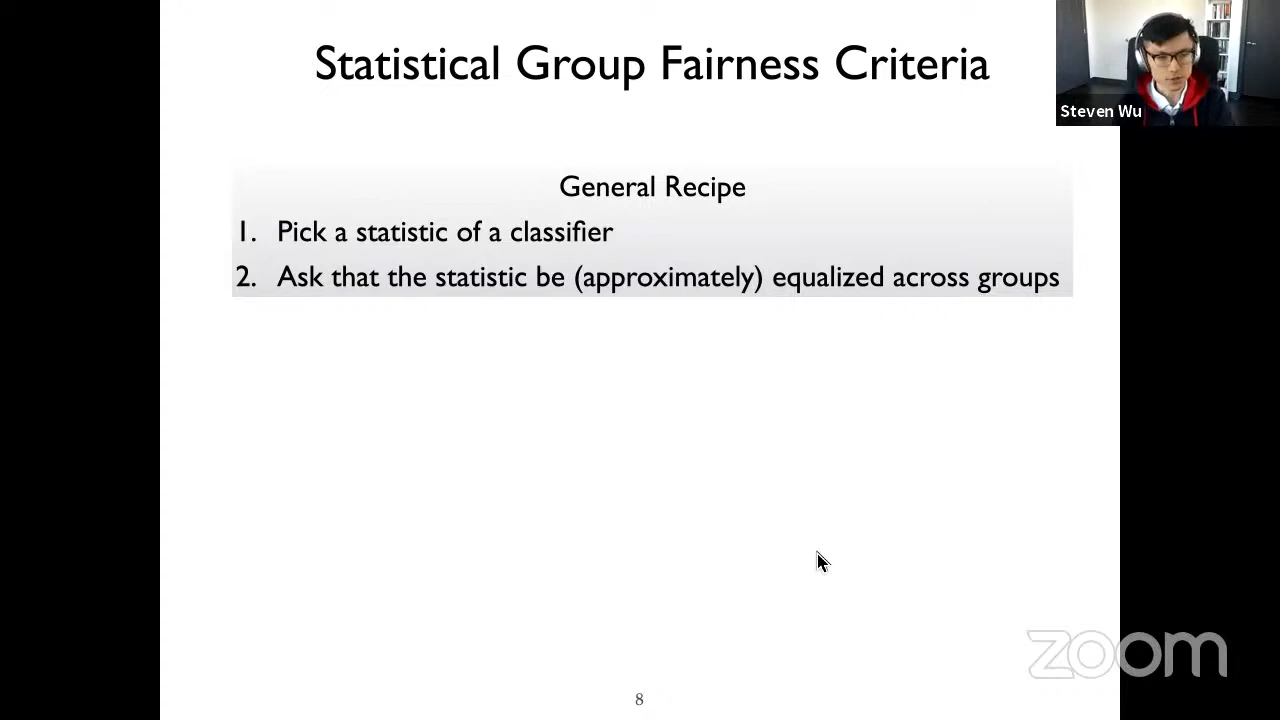 Statistical Group Fairness Criteria
Steven Wu
General Recipe
1. Pick a statistic of a classifier
2. Ask that the statistic be (approximately) equalized across groups
zoom
8